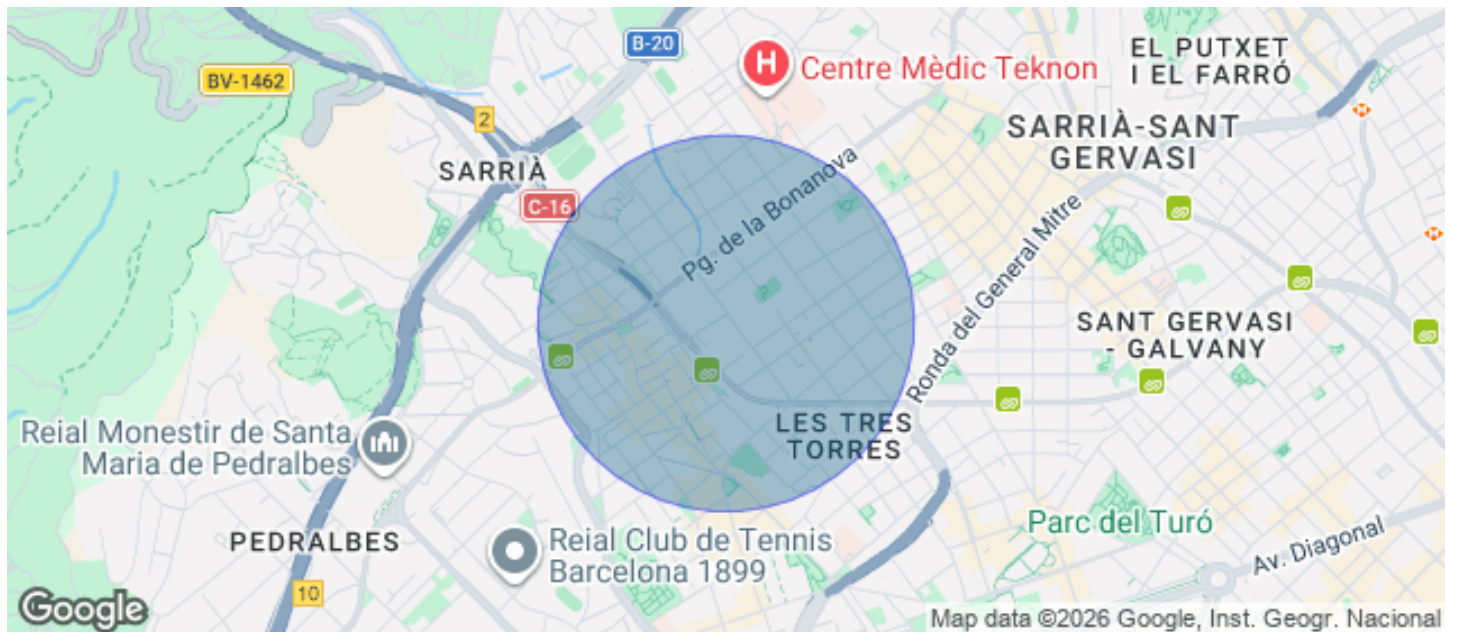 B-20
Centre Mèdic Teknon
EL PUTXET
I EL FARRÓ
BV-1462
2
SARRIÀ-SANT
GERVASI
SARRIÀ
C-16
Pg. de la Bonanova
Ronda del General Mitre
SANT GERVASI
- GALVANY
LES TRES
TORRES
Reial Monestir de Santa
Maria de Pedralbes
PEDRALBES
Reial Club de Tennis
Barcelona 1899
Parc del Turó
Av. Diagonal
10
Google
Map data ©2026 Google, Inst. Geogr. Nacional